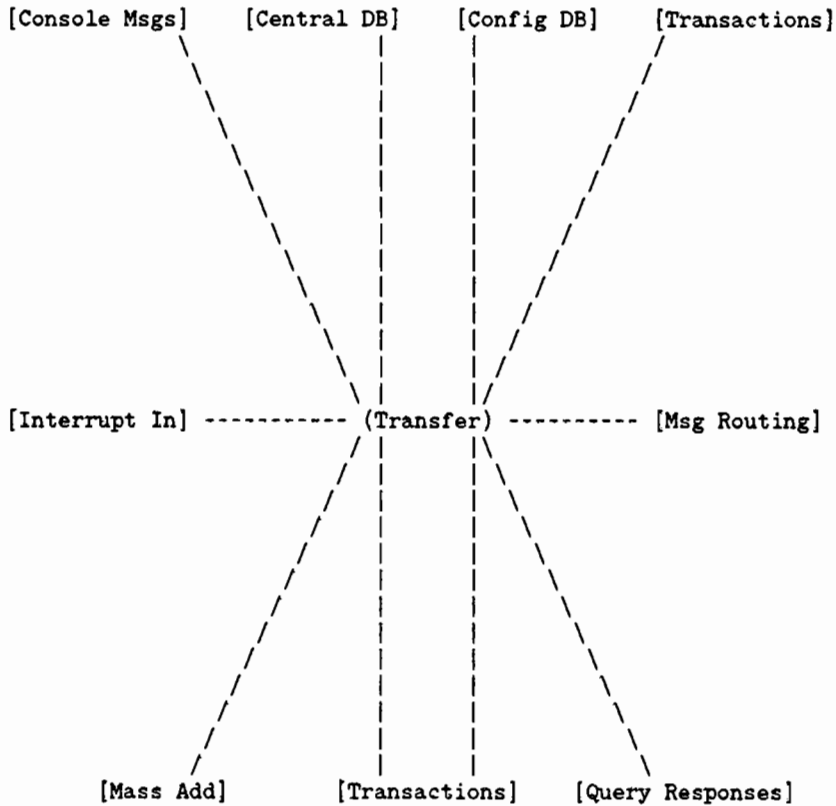 [Console Msgs] [Central DB] [Config DB] [Transactions]
[Interrupt In] ----------- (Transfer) ---------- [Msg Routing]
[Mass Add] [Transactions] [Query Responses]